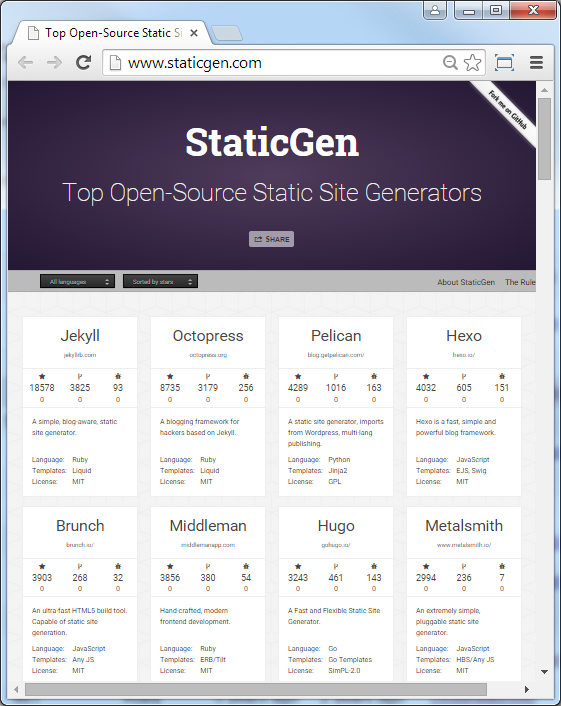 Top Open-Source Static Si
www.staticgen.com
Fork me on GitHub
StaticGen
Top Open-Source Static Site Generators
SHARE
All languages Sorted by stars About StaticGen The Rule
Jekyll Octopress Pelican Hexo
jekyllrb.com octopress.org blog.getpelican.com/ hexo.io/
18578 3825 93 8735 3179 256 4289 1016 163 4032 605 151
0 0 0 0 0 0 0 0 0 0 0 0
A simple, blog-aware, static A blogging framework for A static site generator, imports Hexo is a fast, simple and
site generator. hackers based on Jekyll. from Wordpress, multi-lang powerful blog framework.
publishing.
Language: Ruby Language: Ruby Language: Python Language: JavaScript
Templates: Liquid Templates: Liquid Templates: Jinja2 Templates: EJS, Swig
License: MIT License: MIT License: GPL License: MIT
Brunch Middleman Hugo Metalsmith
brunch.io/ middlemanapp.com gohugo.io/ www.metalsmith.io/
3903 268 32 3856 380 54 3243 461 143 2994 236 7
0 0 0 0 0 0 0 0 0 0 0 0
An ultra-fast HTML5 build tool. Hand-crafted, modern A Fast and Flexible Static Site An extremely simple,
Capable of static site frontend development. Generator. pluggable static site
generation. generator.
Language: JavaScript Language: Ruby Language: Go Language: JavaScript
Templates: Any JS Templates: ERB/Tilt Templates: Go Templates Templates: HBS/Any JS
License: MIT License: MIT License: SimPL-2.0 License: MIT